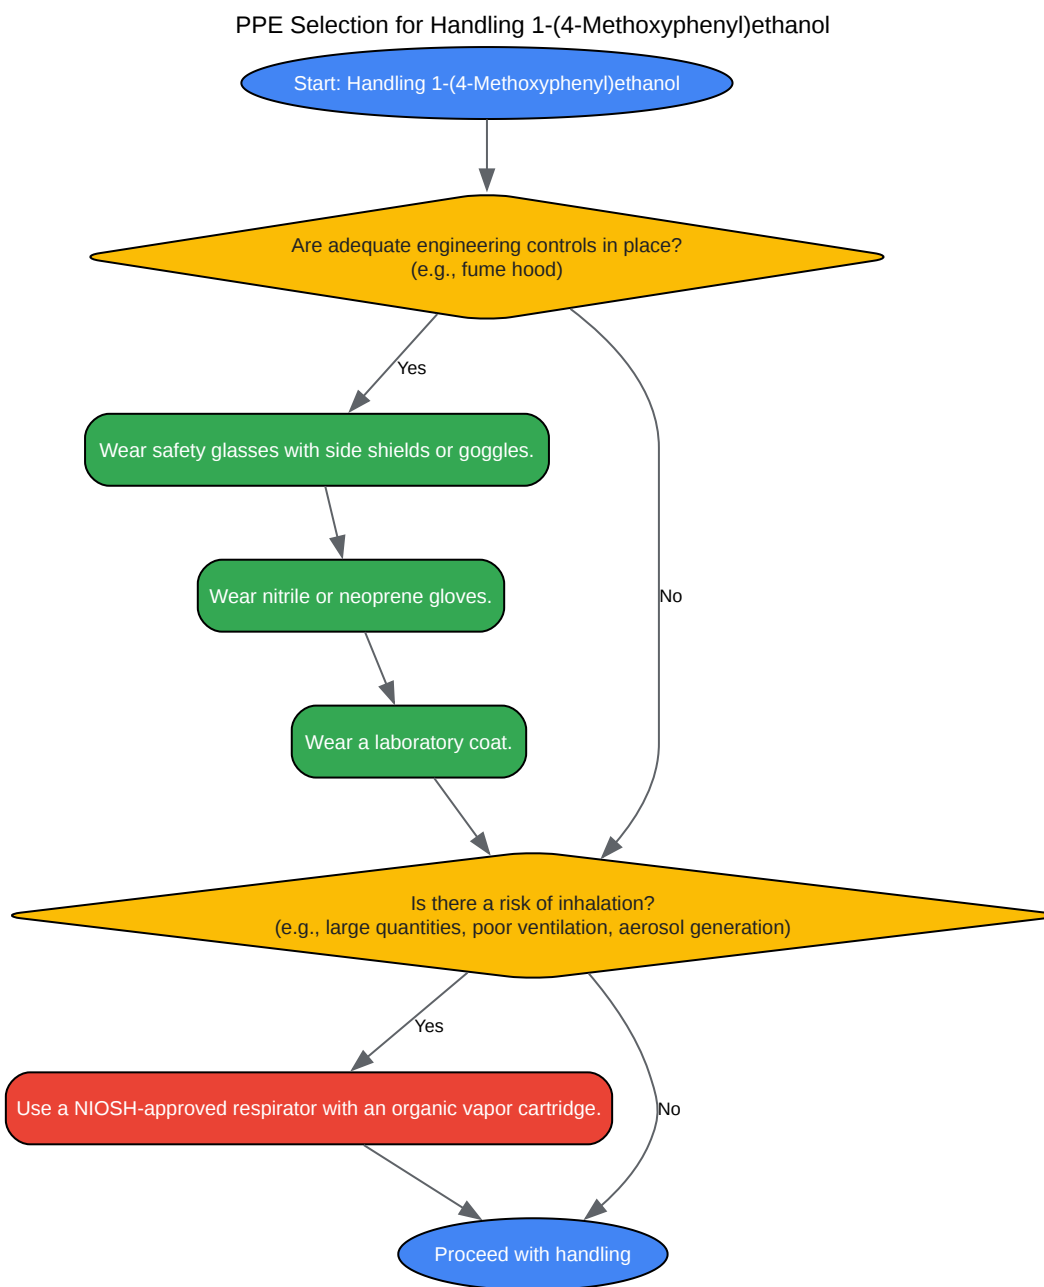 PPE Selection for Handling 1-(4-Methoxyphenyl)ethanol
Start: Handling 1-(4-Methoxyphenyl)ethanol
Are adequate engineering controls in place?
(e.g., fume hood)
Yes
Wear safety glasses with side shields or goggles.
Wear nitrile or neoprene gloves.
No
Wear a laboratory coat.
Is there a risk of inhalation?
(e.g., large quantities, poor ventilation, aerosol generation)
Yes
Use a NIOSH-approved respirator with an organic vapor cartridge.
No
Proceed with handling